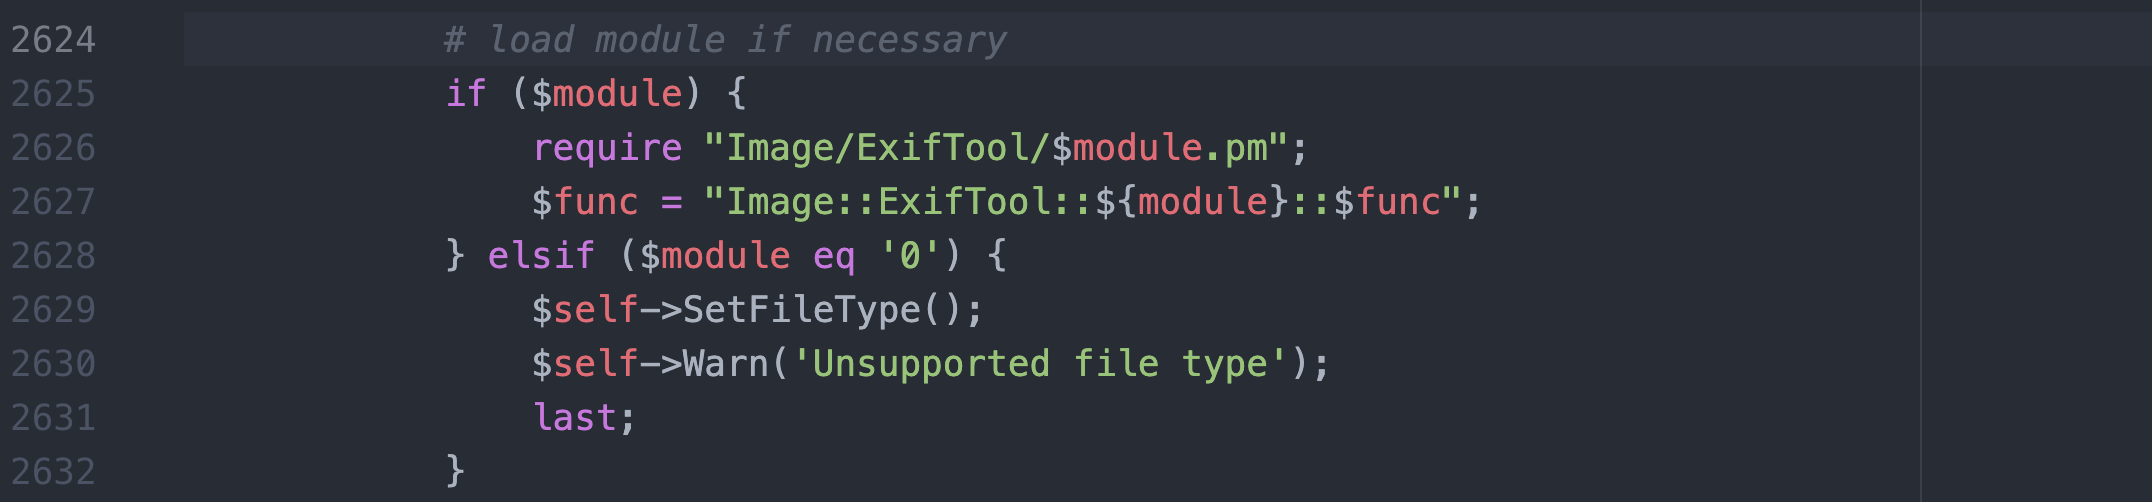 2624                # load module if necessary
2625                if ($module) {
2626                    require "Image/ExifTool/$module.pm";
2627                    $func = "Image::ExifTool::${module}::$func";
2628                } elsif ($module eq '0') {
2629                    $self->SetFileType();
2630                    $self->Warn('Unsupported file type');
2631                    last;
2632                }